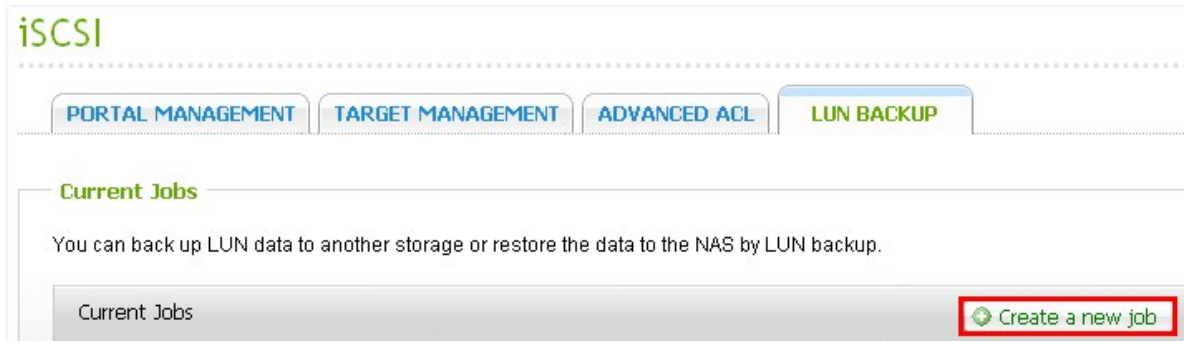 iSCSI
PORTAL MANAGEMENT TARGET MANAGEMENT ADVANCED ACL LUN BACKUP
Current Jobs
You can back up LUN data to another storage or restore the data to the NAS by LUN backup.
Current Jobs Create a new job